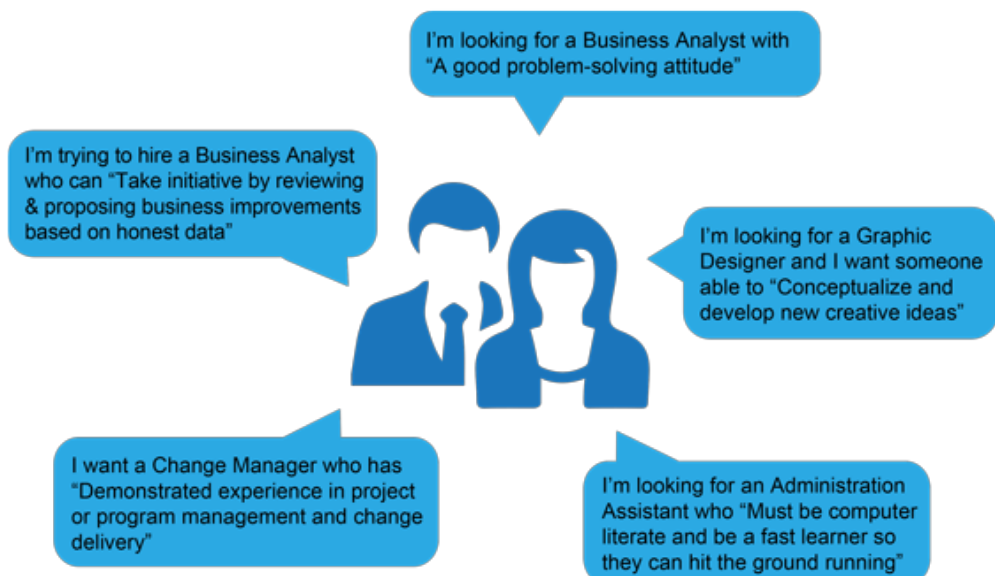 I'm looking for a Business Analyst with
“A good problem-solving attitude”
I'm trying to hire a Business Analyst
who can “Take initiative by reviewing
& proposing business improvements
based on honest data”
I'm looking for a Graphic
Designer and I want someone
able to “Conceptualize and
develop new creative ideas”
I want a Change Manager who has
“Demonstrated experience in project
or program management and change
delivery”
I'm looking for an Administration
Assistant who “Must be computer
literate and be a fast learner so
they can hit the ground running”